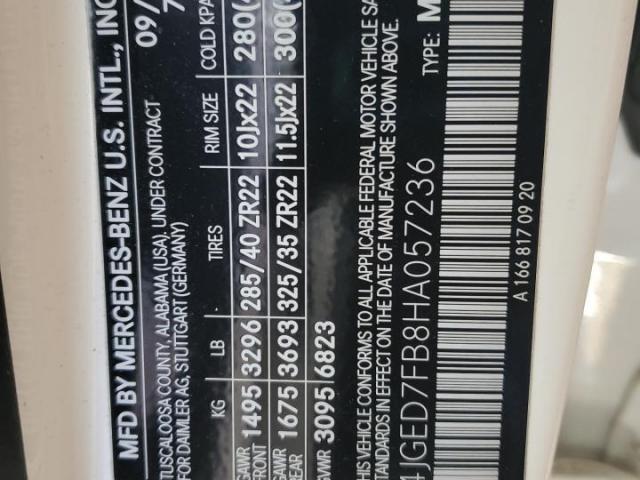 MFD BY MERCEDES-BENZ U.S. INTL., INC
09/
TUSCALOOSA COUNTY, ALABAMA (USA), UNDER CONTRACT
FOR DAIMLER AG, STUTTGART (GERMANY)
KG LB TIRES RIM SIZE COLD KPA
GAWR FRONT 1495 3296 285/40 ZR22 10Jx22 280(
GAWR REAR 1675 3693 325/35 ZR22 11.5Jx22 300(
GVWR 3095 6823
THIS VEHICLE CONFORMS TO ALL APPLICABLE FEDERAL MOTOR VEHICLE SA
STANDARDS IN EFFECT ON THE DATE OF MANUFACTURE SHOWN ABOVE.
4JGED7FB8HA057236 TYPE: M
A 166 817 09 20